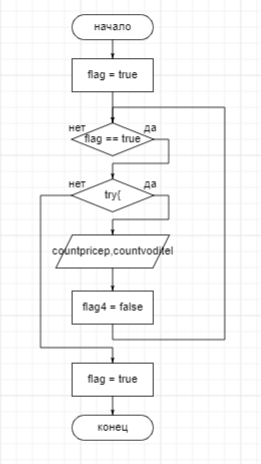 начало
flag = true
нет
да
flag == true
нет
да
try{
countpricep,countvoditel
flag4 = false
flag = true
конец